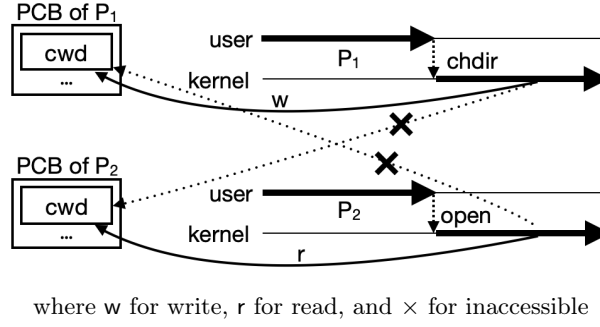 PCB of P₁
cwd
...
user
P₁
chdir
kernel
w
PCB of P₂
cwd
...
user
P₂
open
kernel
r
where w for write, r for read, and × for inaccessible